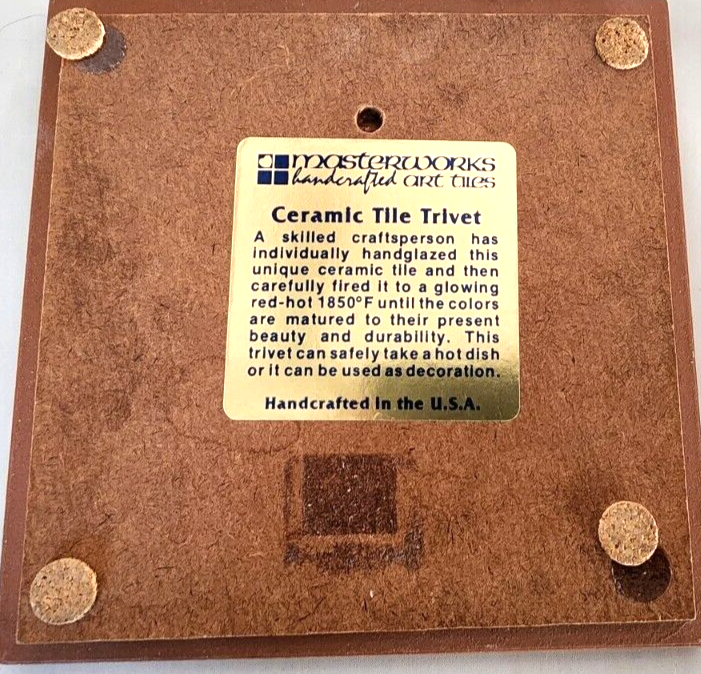 masterworks
handcrafted art tiles
Ceramic Tile Trivet
A skilled craftsperson has
individually handglazed this
unique ceramic tile and then
carefully fired it to a glowing
red-hot 1850°F until the colors
are matured to their present
beauty and durability. This
trivet can safely take a hot dish
or it can be used as decoration.
Handcrafted in the U.S.A.